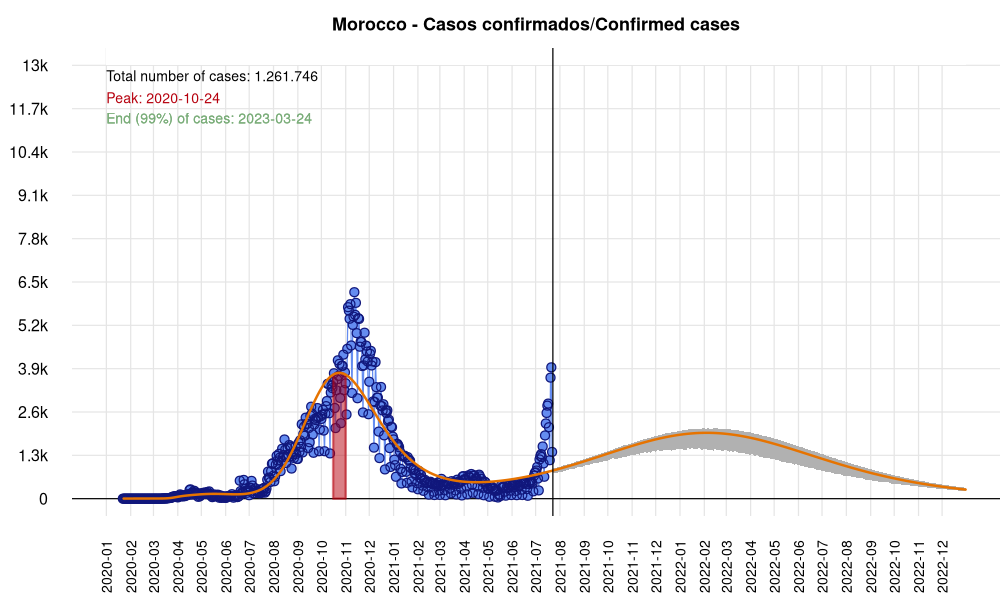 Morocco - Casos confirmados/Confirmed cases
Total number of cases: 1.261.746
Peak: 2020-10-24
End (99%) of cases: 2023-03-24
13k
11.7k
10.4k
9.1k
7.8k
6.5k
5.2k
3.9k
2.6k
1.3k
0
2020-01
2020-02
2020-03
2020-04
2020-05
2020-06
2020-07
2020-08
2020-09
2020-10
2020-11
2020-12
2021-01
2021-02
2021-03
2021-04
2021-05
2021-06
2021-07
2021-08
2021-09
2021-10
2021-11
2021-12
2022-01
2022-02
2022-03
2022-04
2022-05
2022-06
2022-07
2022-08
2022-09
2022-10
2022-11
2022-12